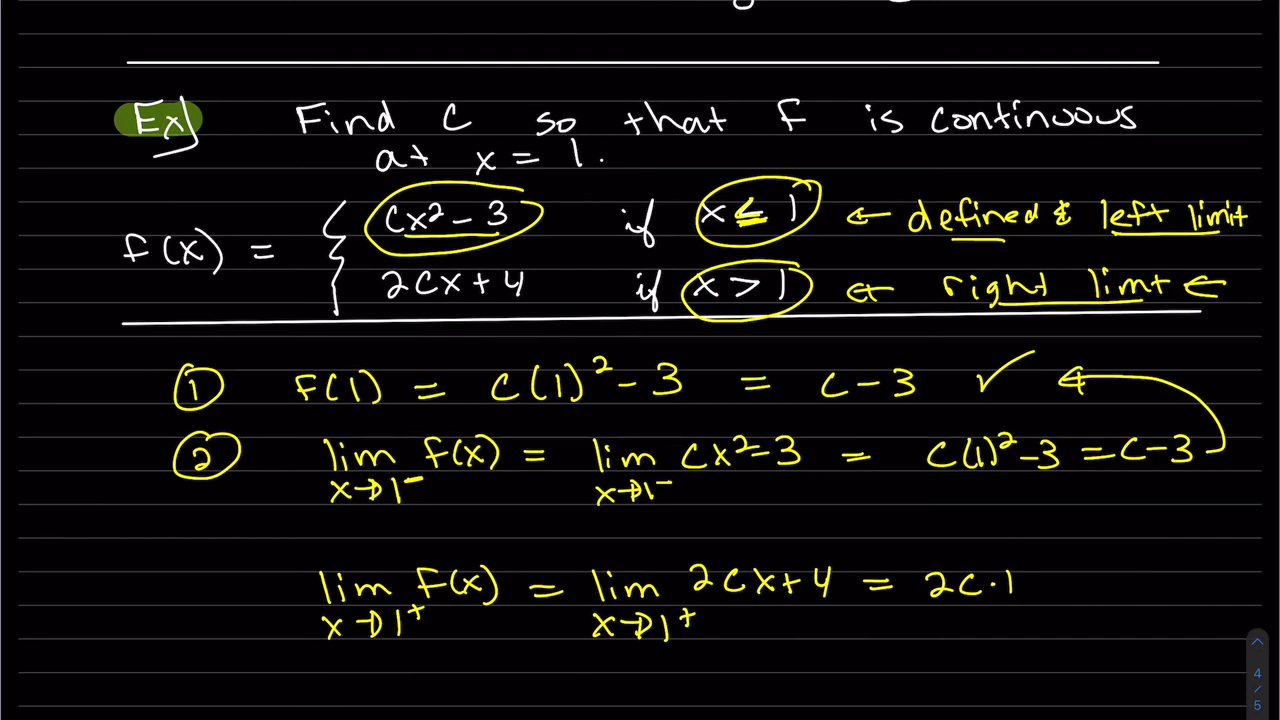 Ex) Find c so that f is continuous
at x = 1.
f(x) = { cx² - 3 if x ≤ 1 ← defined & left limit
2cx + 4 if x > 1 ← right limt ←
① f(1) = c(1)² - 3 = c - 3 ✓
② lim x→1⁻ f(x) = lim x→1⁻ cx² - 3 = c(1)² - 3 = c - 3
lim x→1⁺ f(x) = lim x→1⁺ 2cx + 4 = 2c·1
4
/
5